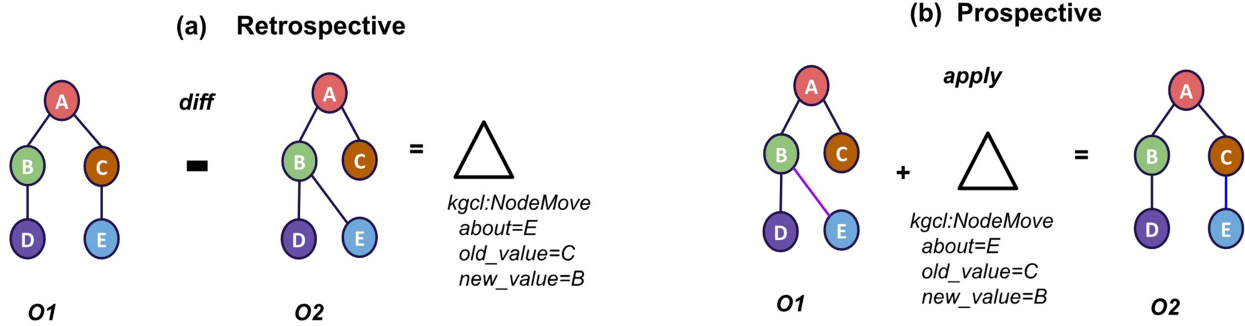 (a) Retrospective
A
diff
B
C
D
E
O1
A
B
C
D
E
O2
=
kgcl:NodeMove
about=E
old_value=C
new_value=B
(b) Prospective
A
apply
B
C
D
E
O1
+
kgcl:NodeMove
about=E
old_value=C
new_value=B
=
A
B
C
D
E
O2